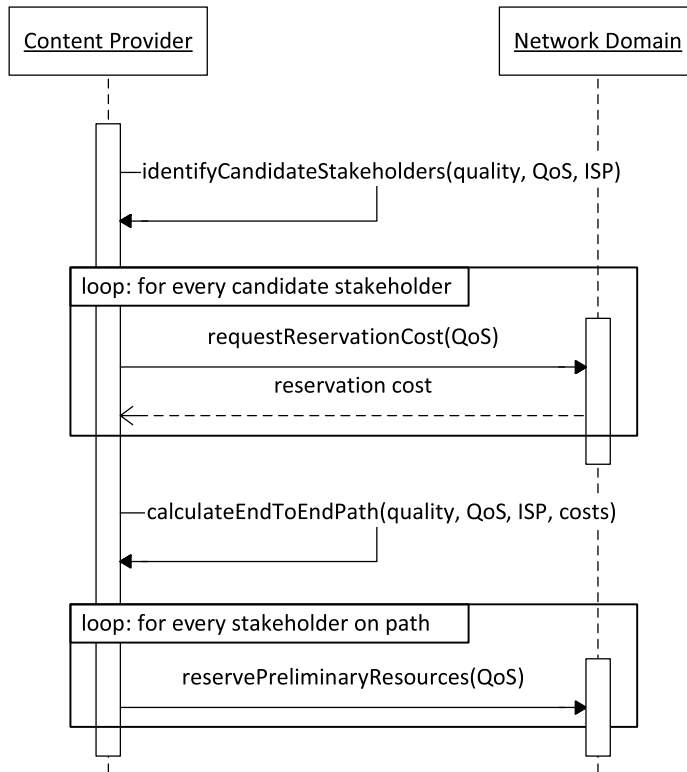 Content Provider
Network Domain
identifyCandidateStakeholders(quality, QoS, ISP)
loop: for every candidate stakeholder
requestReservationCost(QoS)
reservation cost
calculateEndToEndPath(quality, QoS, ISP, costs)
loop: for every stakeholder on path
reservePreliminaryResources(QoS)